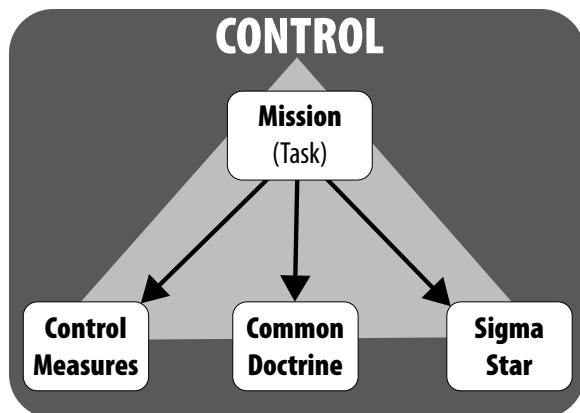 CONTROL
Mission
(Task)
Control
Measures
Common
Doctrine
Sigma
Star